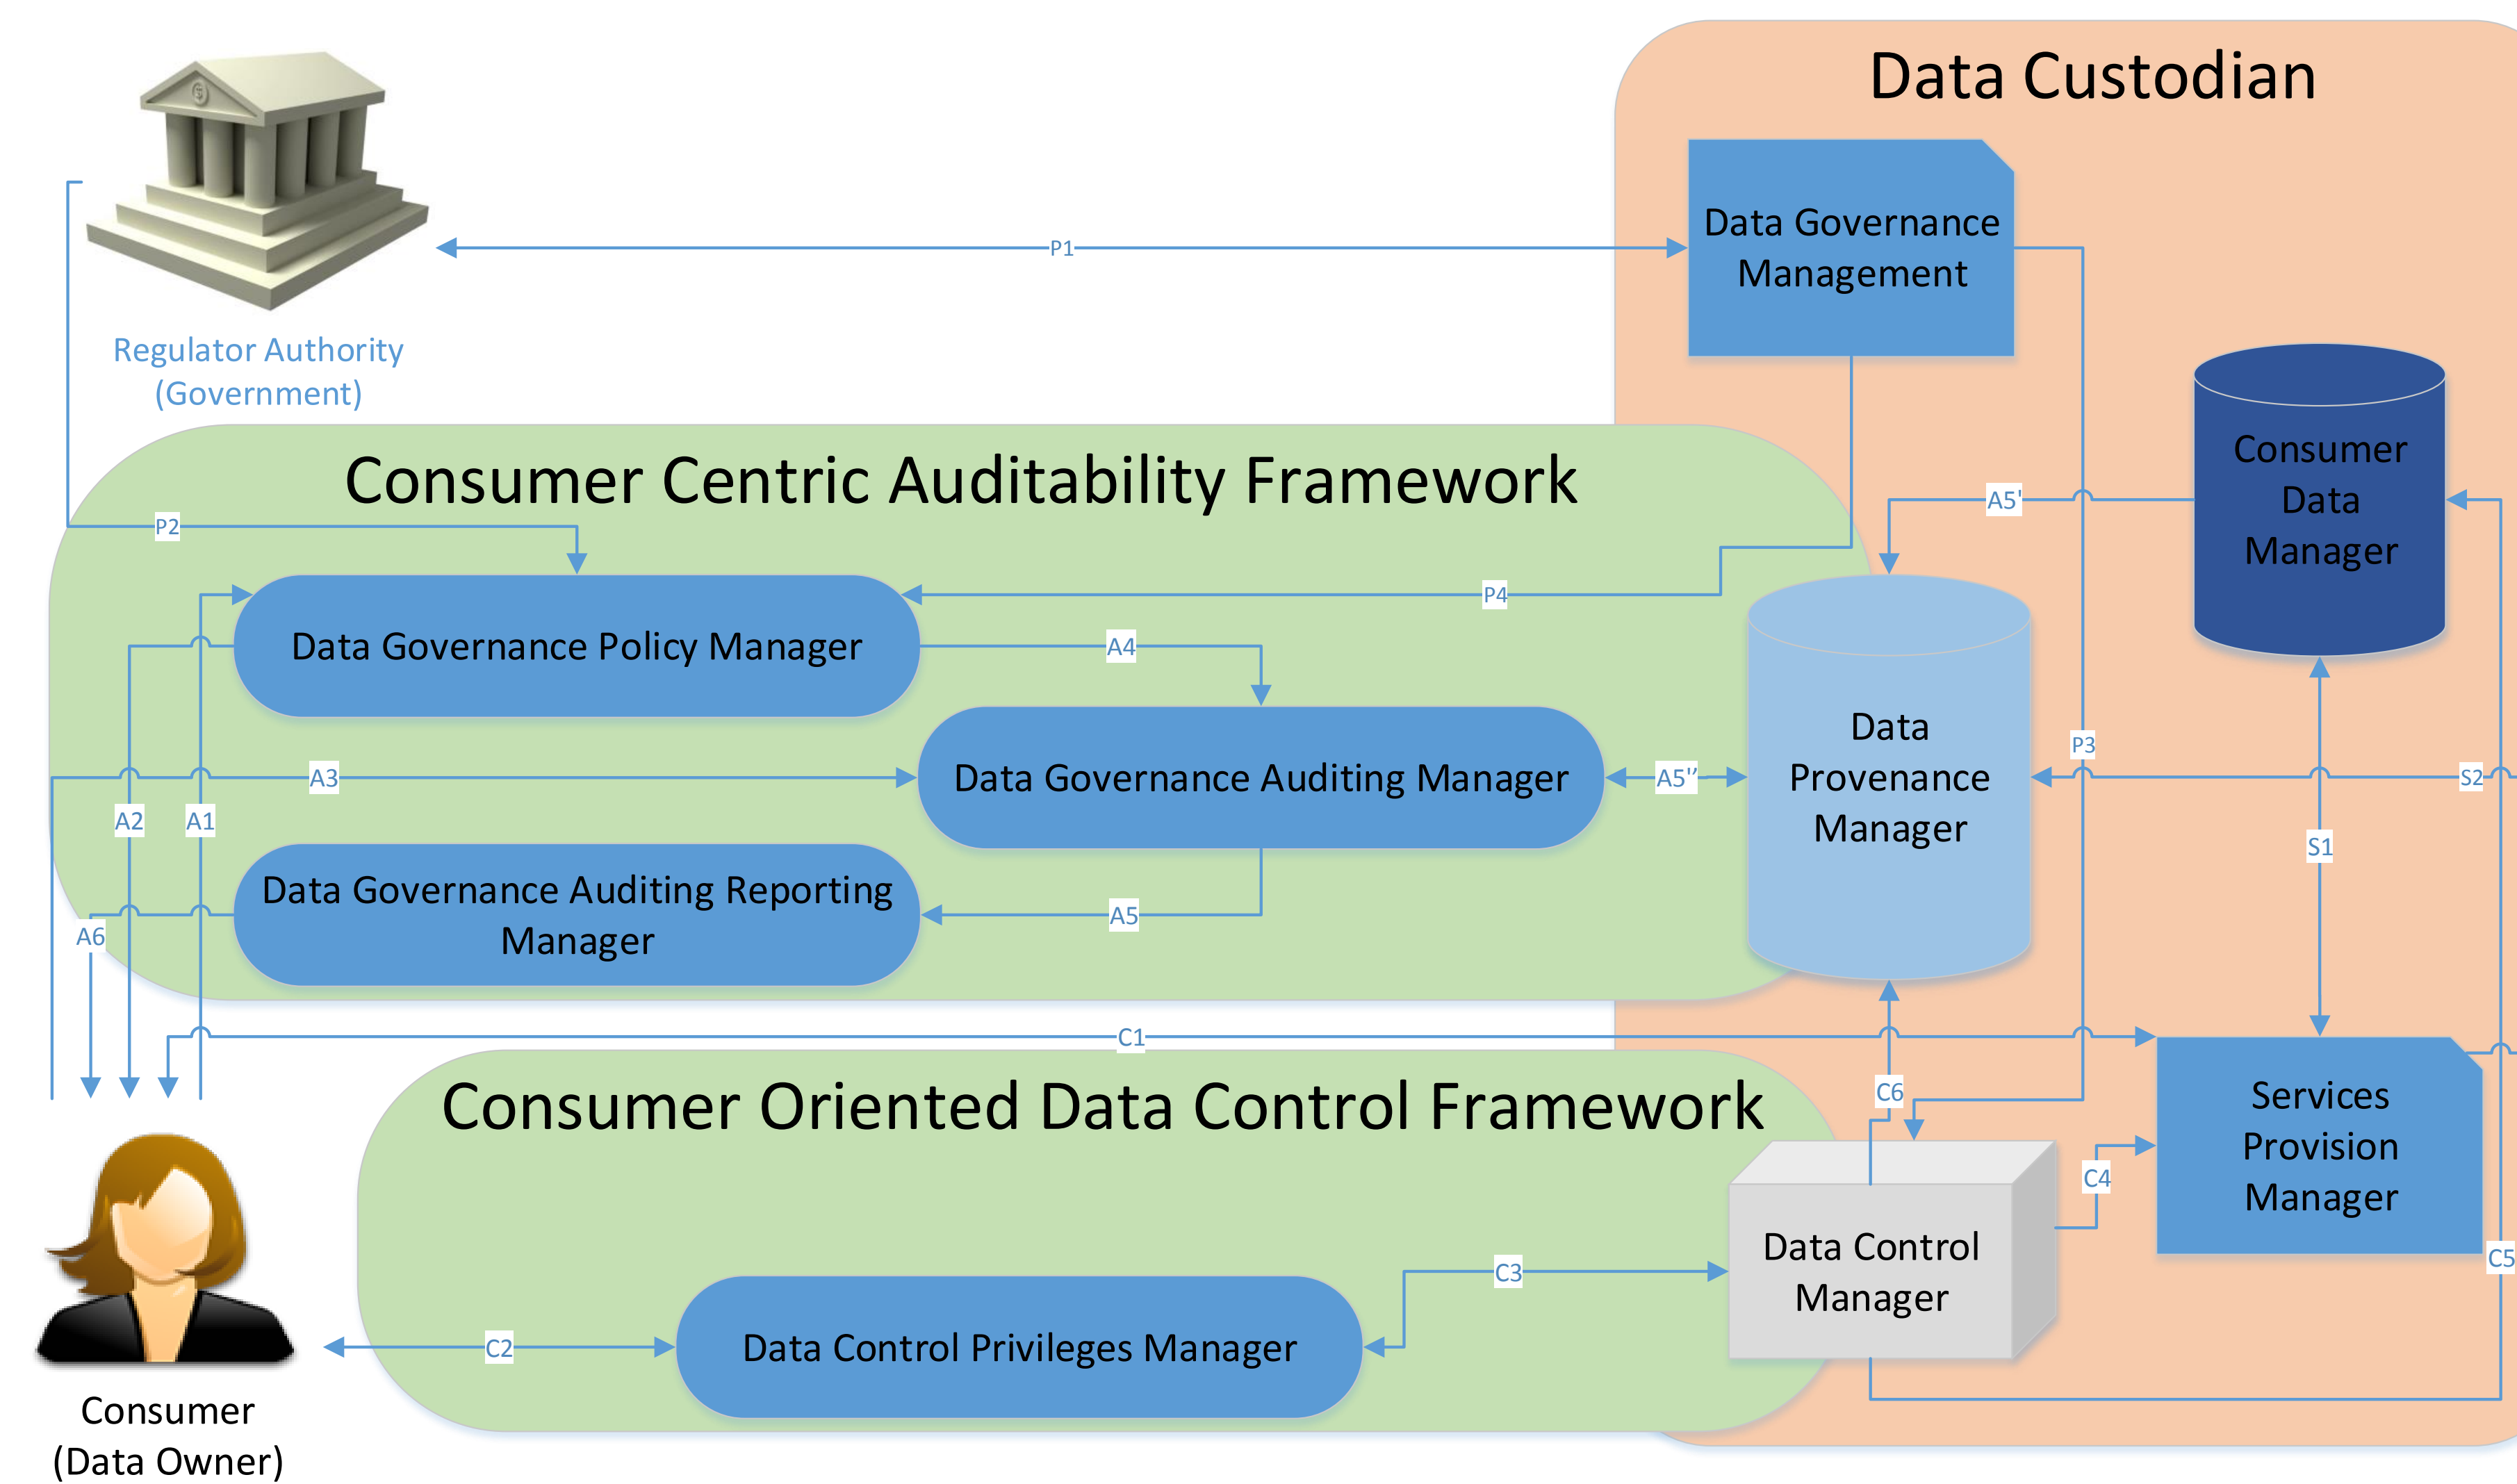 Data Custodian
Data Governance
Management
P1
Regulator Authority
(Government)
Consumer
Data
Manager
Consumer Centric Auditability Framework
A5'
P2
P4
Data Governance Policy Manager
A4
Data
Provenance
Manager
P3
A3
Data Governance Auditing Manager
A5''
S2
A2
A1
S1
Data Governance Auditing Reporting
Manager
A5
A6
C1
Consumer Oriented Data Control Framework
C6
Services
Provision
Manager
C4
Data Control
Manager
C3
C5
C2
Data Control Privileges Manager
Consumer
(Data Owner)